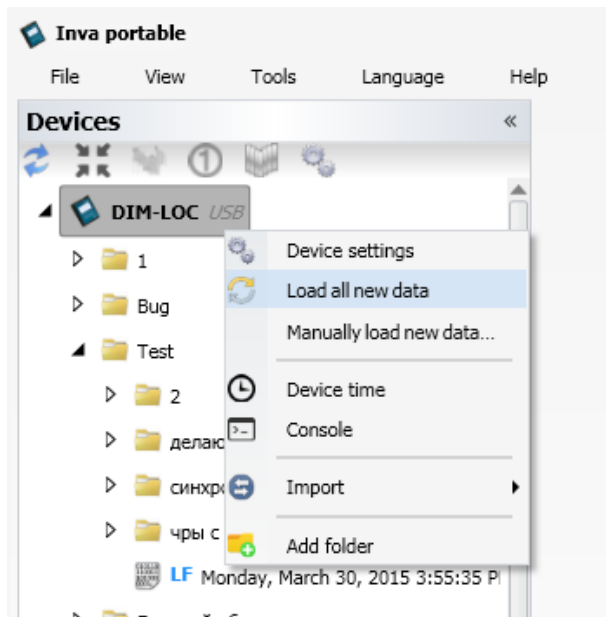 Inva portable
File View Tools Language Help
Devices
DIM-LOC USB
Device settings
1
Load all new data
Bug
Manually load new data...
Test
2
Device time
Console
Import
чры с
Add folder
LF Monday, March 30, 2015 3:55:35